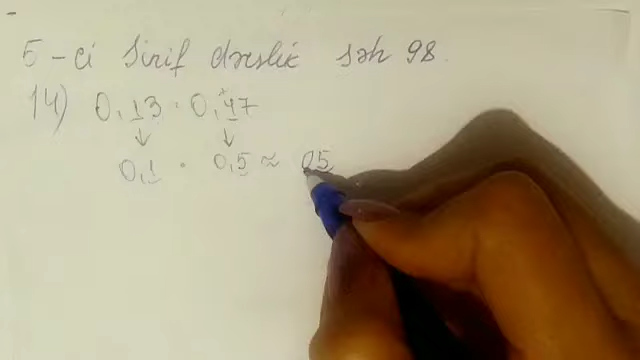 5-ci sinif dərslik səh 98.
14) 0,13 · 0,47
↓ ↓
0,1 · 0,5 ≈ 05